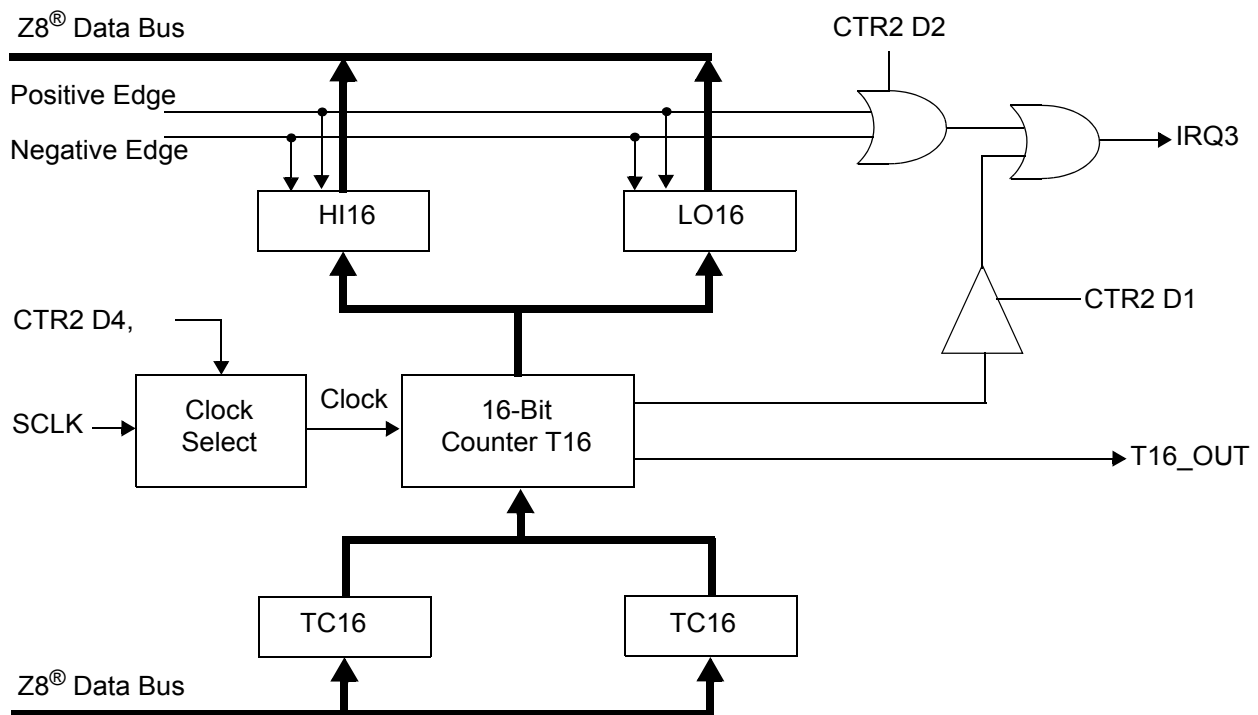 Z8® Data Bus
CTR2 D2
Positive Edge
Negative Edge
IRQ3
HI16
LO16
CTR2 D4,
CTR2 D1
SCLK
Clock
Select
Clock
16-Bit
Counter T16
T16_OUT
TC16
TC16
Z8® Data Bus